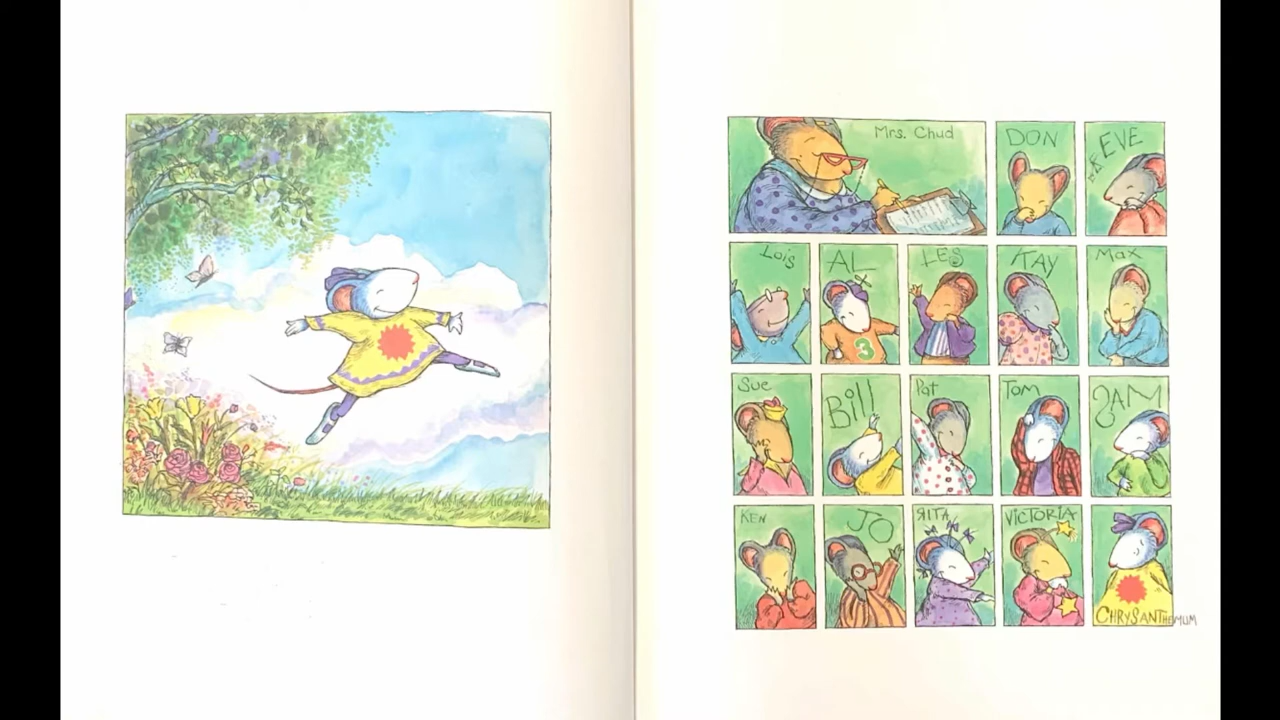 Mrs. Chud
DON
EVE
Lois
AL
LES
KAY
Max
3
Sue
Bill
Pat
Tom
SAM
KEN
JO
RITA
VICTORIA
CHRYSANTHEMUM